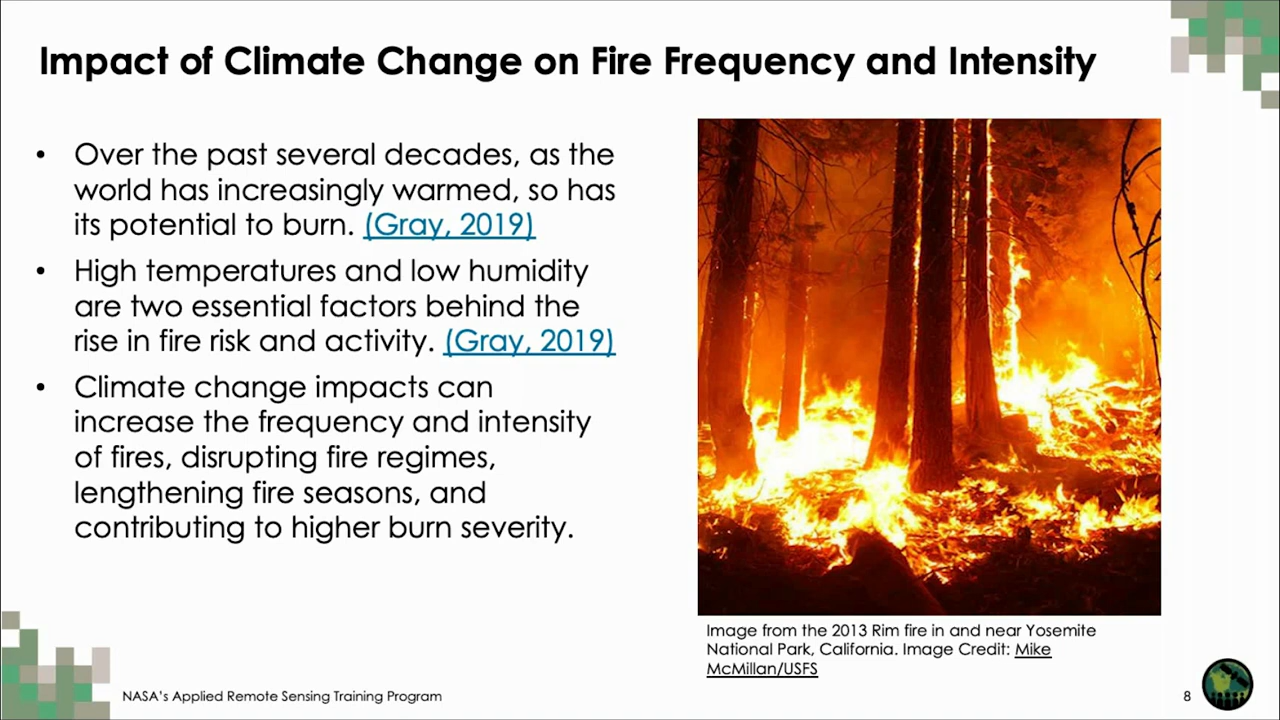 Impact of Climate Change on Fire Frequency and Intensity
• Over the past several decades, as the
world has increasingly warmed, so has
its potential to burn. (Gray, 2019)
• High temperatures and low humidity
are two essential factors behind the
rise in fire risk and activity. (Gray, 2019)
• Climate change impacts can
increase the frequency and intensity
of fires, disrupting fire regimes,
lengthening fire seasons, and
contributing to higher burn severity.
Image from the 2013 Rim fire in and near Yosemite
National Park, California. Image Credit: Mike
McMillan/USFS
NASA's Applied Remote Sensing Training Program
8